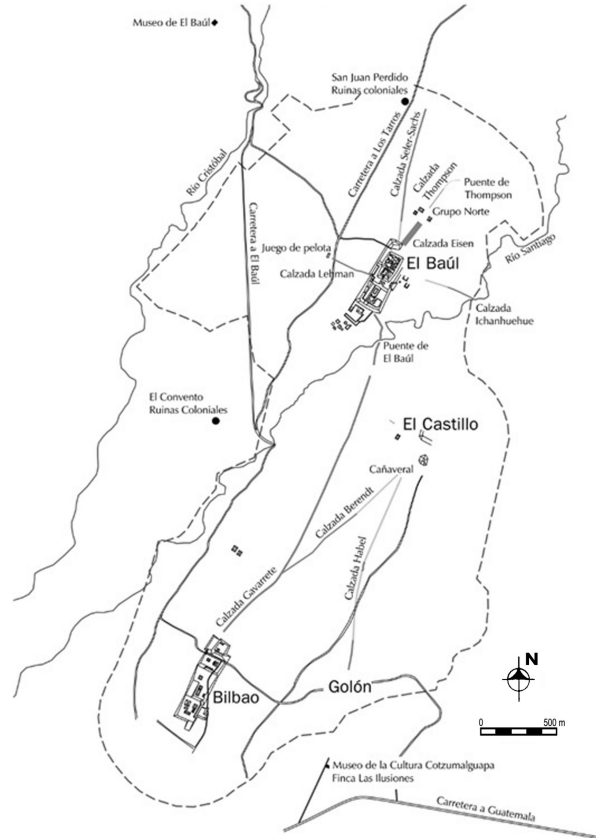 Museo de El Baúl
San Juan Perdido
Ruinas coloniales
Río Cristóbal
Carretera a Los Tarros
Calzada Seler-Sachs
Calzada
Thompson
Puente de
Thompson
Grupo Norte
Carretera a El Baúl
Juego de pelota
Calzada Eisen
Río Santiago
Calzada Lehman
El Baúl
Calzada
Ichanhuehue
Puente de
El Baúl
El Convento
Ruinas Coloniales
El Castillo
Cañaveral
Calzada Berendt
Calzada Habel
Calzada Gavarrete
N
Bilbao
Golón
0
500 m
Museo de la Cultura Cotzumalguapa
Finca Las Ilusiones
Carretera a Guatemala